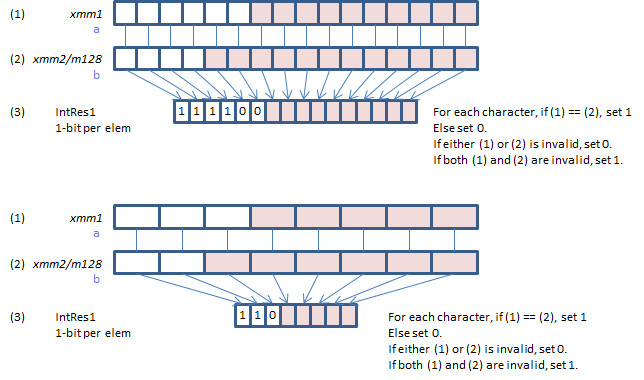 (1) xmm1
a
(2) xmm2/m128
b
(3) IntRes1 1 1 1 1 0 0 For each character, if (1) == (2), set 1
1-bit per elem Else set 0.
If either (1) or (2) is invalid, set 0.
If both (1) and (2) are invalid, set 1.
(1) xmm1
a
(2) xmm2/m128
b
(3) IntRes1 1 1 0 For each character, if (1) == (2), set 1
1-bit per elem Else set 0.
If either (1) or (2) is invalid, set 0.
If both (1) and (2) are invalid, set 1.